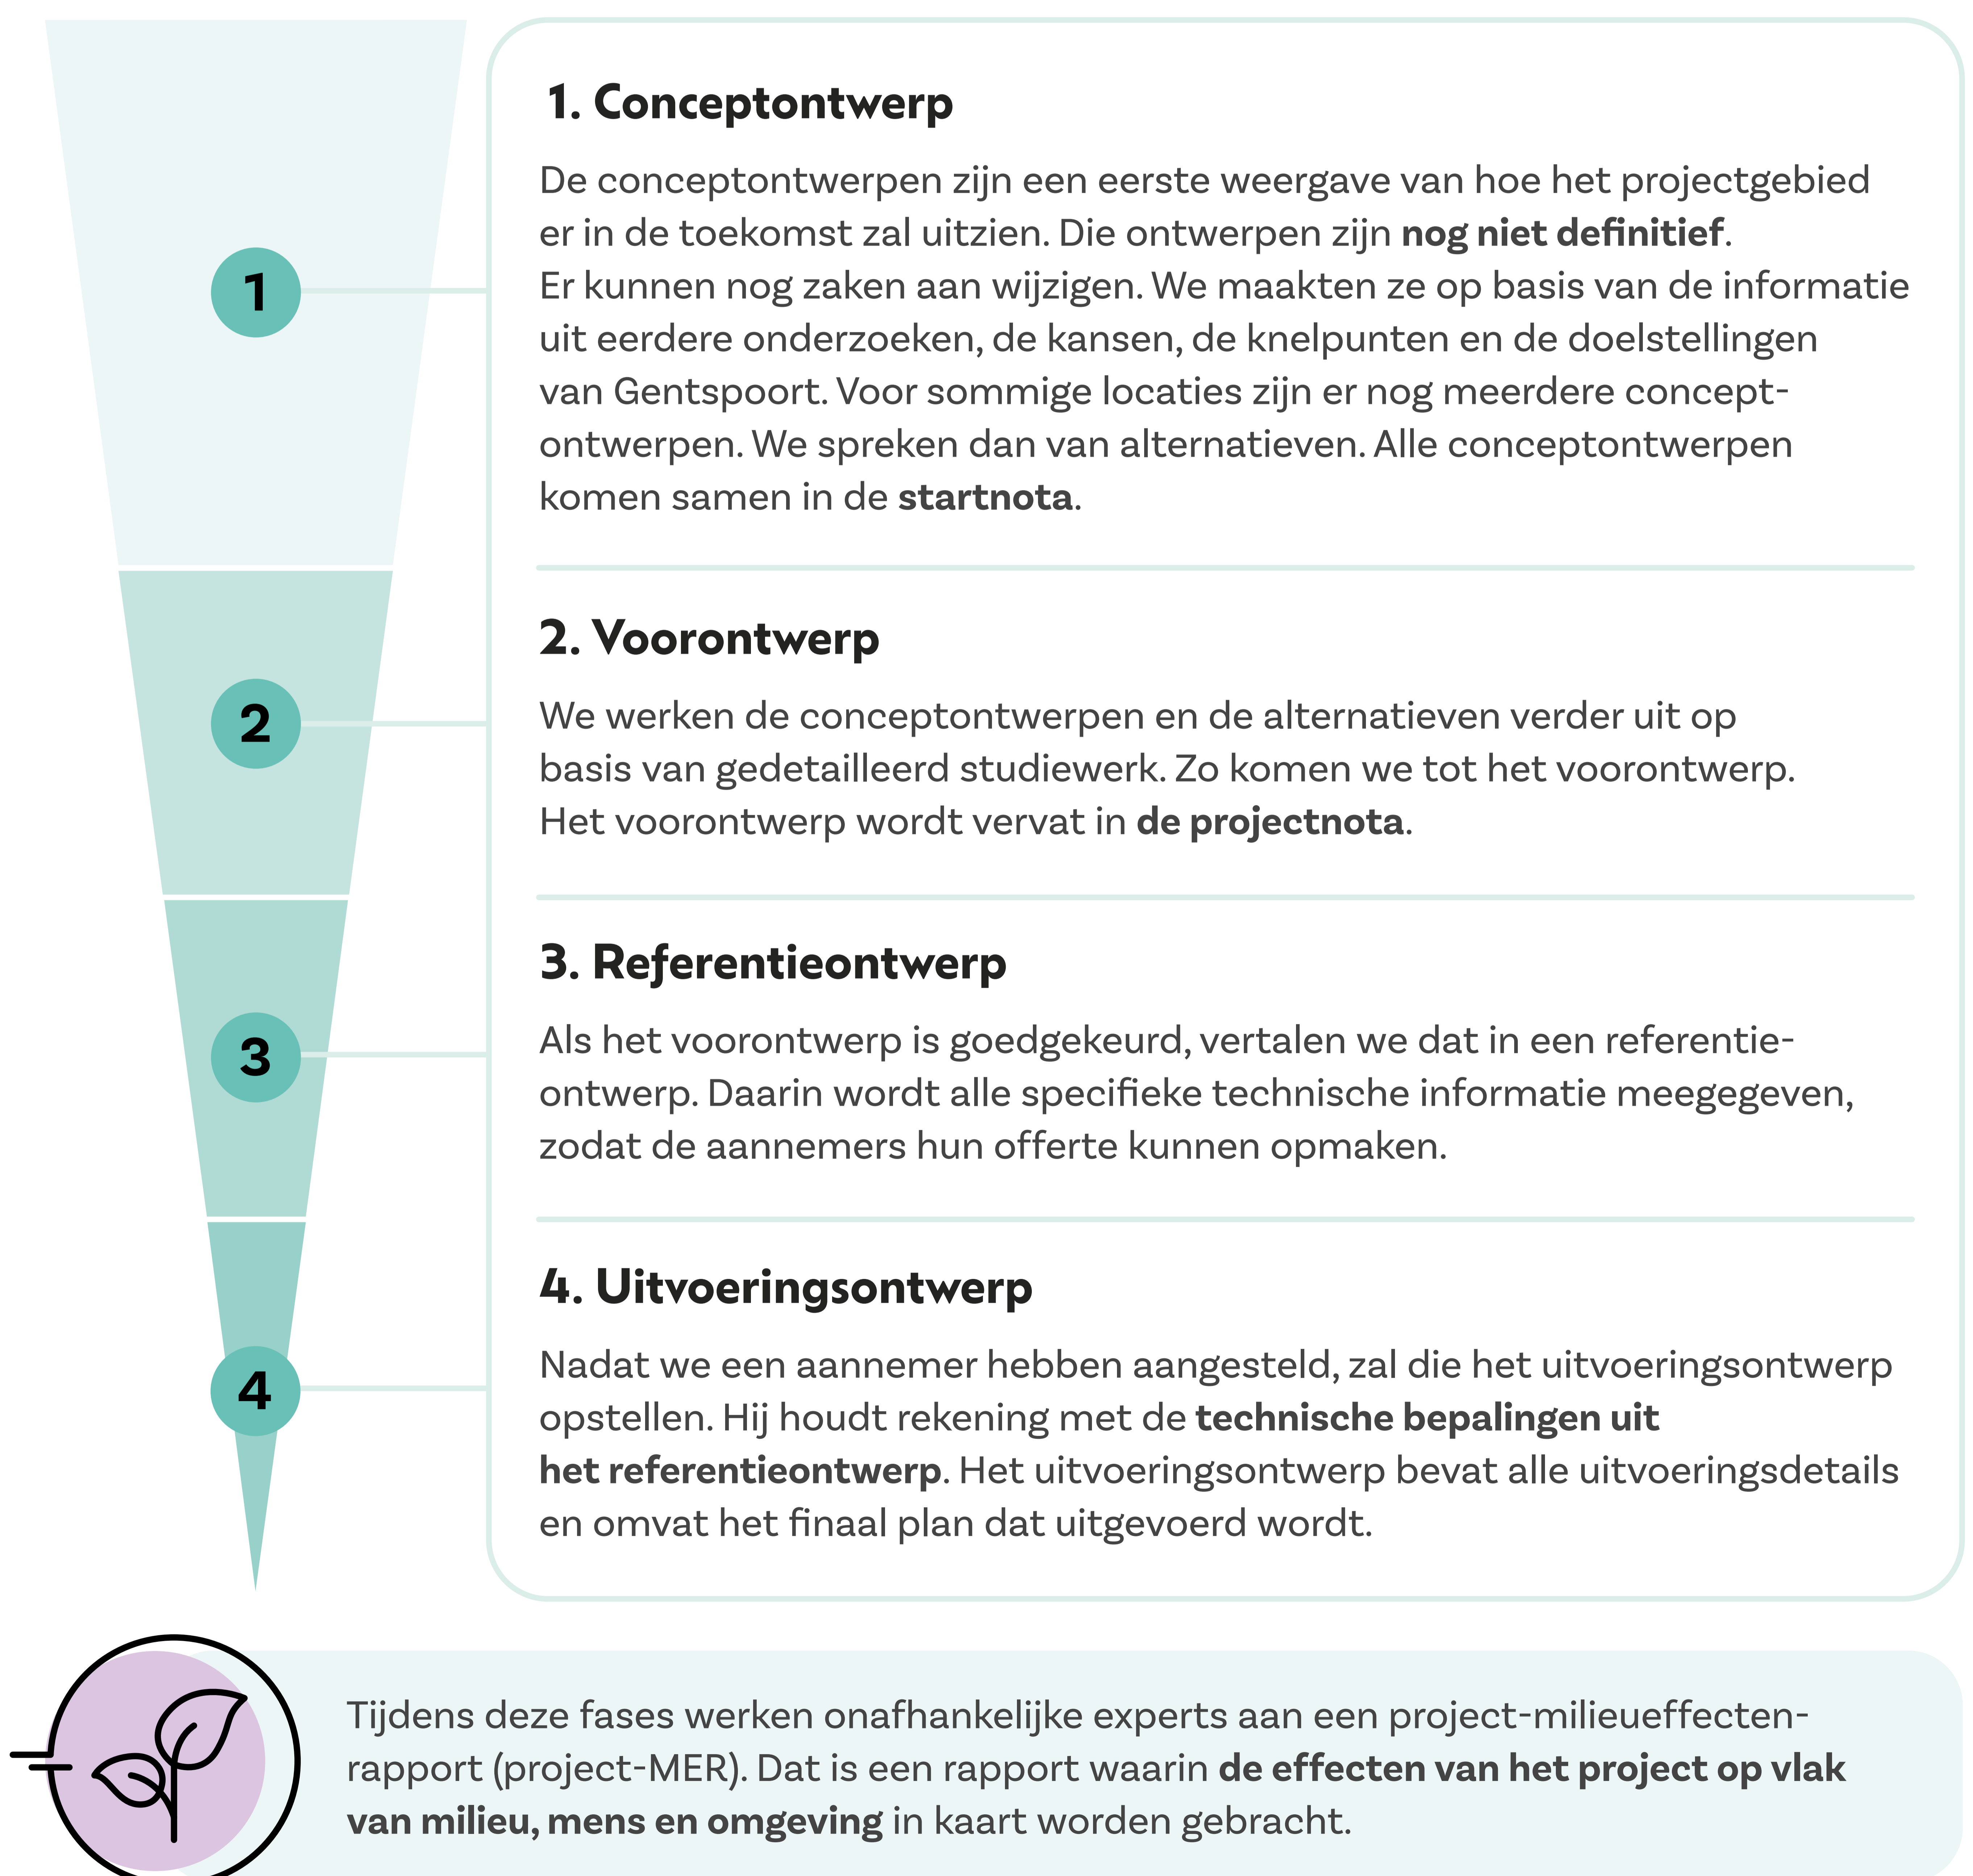 1. Conceptontwerp
De conceptontwerpen zijn een eerste weergave van hoe het projectgebied
er in de toekomst zal uitzien. Die ontwerpen zijn nog niet definitief.
Er kunnen nog zaken aan wijzigen. We maakten ze op basis van de informatie
uit eerdere onderzoeken, de kansen, de knelpunten en de doelstellingen
van Gentspoort. Voor sommige locaties zijn er nog meerdere concept-
ontwerpen. We spreken dan van alternatieven. Alle conceptontwerpen
komen samen in de startnota.
1
2. Voorontwerp
We werken de conceptontwerpen en de alternatieven verder uit op
basis van gedetailleerd studiewerk. Zo komen we tot het voorontwerp.
Het voorontwerp wordt vervat in de projectnota.
2
3. Referentieontwerp
Als het voorontwerp is goedgekeurd, vertalen we dat in een referentie-
ontwerp. Daarin wordt alle specifieke technische informatie meegegeven,
zodat de aannemers hun offerte kunnen opmaken.
3
4. Uitvoeringsontwerp
Nadat we een aannemer hebben aangesteld, zal die het uitvoeringsontwerp
opstellen. Hij houdt rekening met de technische bepalingen uit
het referentieontwerp. Het uitvoeringsontwerp bevat alle uitvoeringsdetails
en omvat het finaal plan dat uitgevoerd wordt.
4
Tijdens deze fases werken onafhankelijke experts aan een project-milieueffecten-
rapport (project-MER). Dat is een rapport waarin de effecten van het project op vlak
van milieu, mens en omgeving in kaart worden gebracht.